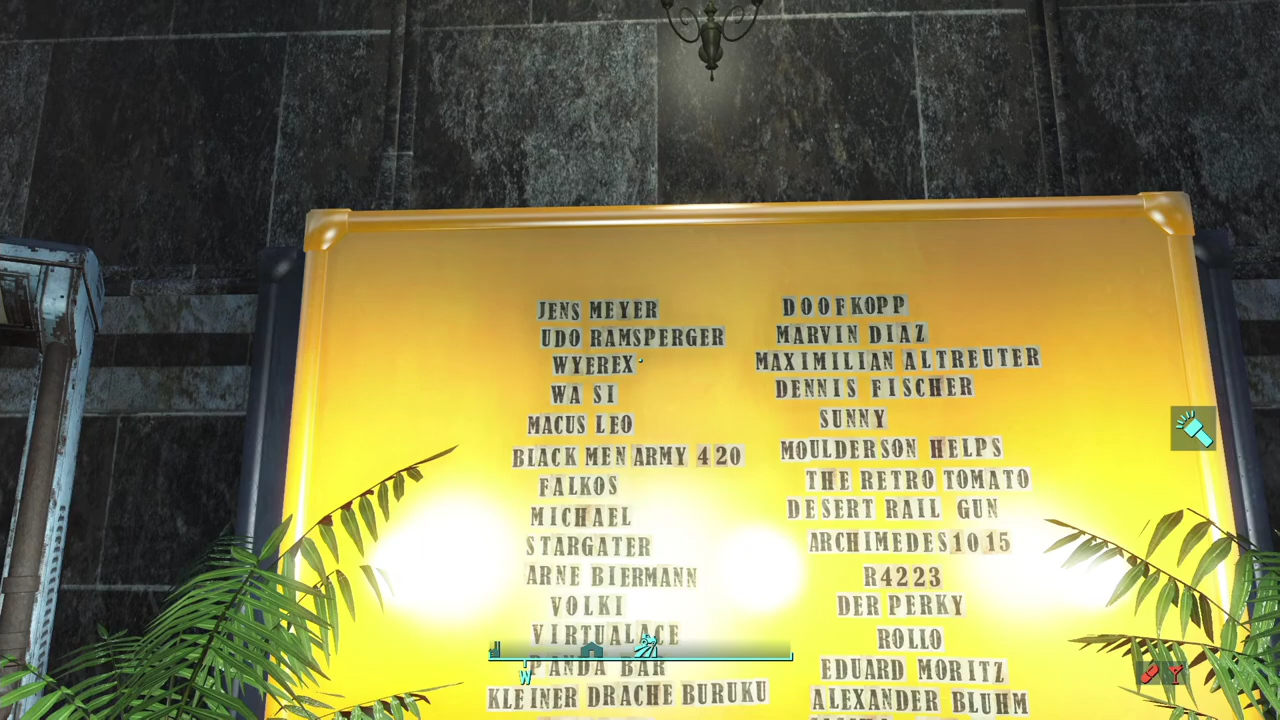 JENS MEYER
UDO RAMSPERGER
WYEREX
WA SI
MACUS LEO
BLACK MEN ARMY 420
FALKOS
MICHAEL
STARGATER
ARNE BIERMANN
VOLKI
VIRTUALACE
PANDA BAR
KLEINER DRACHE BURUKU
DOOFKOPP
MARVIN DIAZ
MAXIMILIAN ALTREUTER
DENNIS FISCHER
SUNNY
MOULDERSON HELPS
THE RETRO TOMATO
DESERT RAIL GUN
ARCHIMEDES1015
R4223
DER PERKY
ROLLO
EDUARD MORITZ
ALEXANDER BLUHM
W